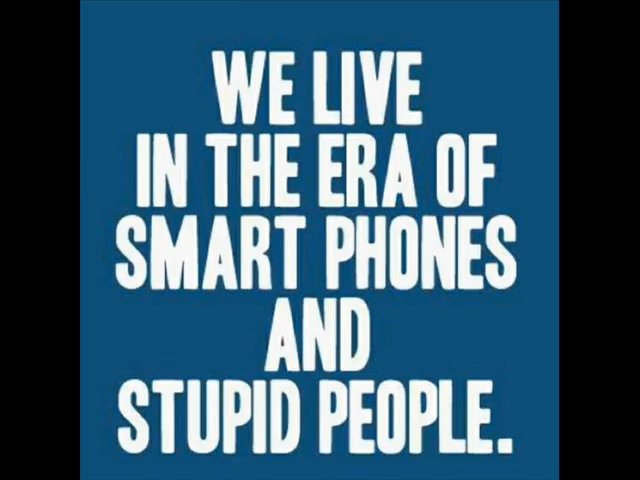 WE LIVE
IN THE ERA OF
SMART PHONES
AND
STUPID PEOPLE.